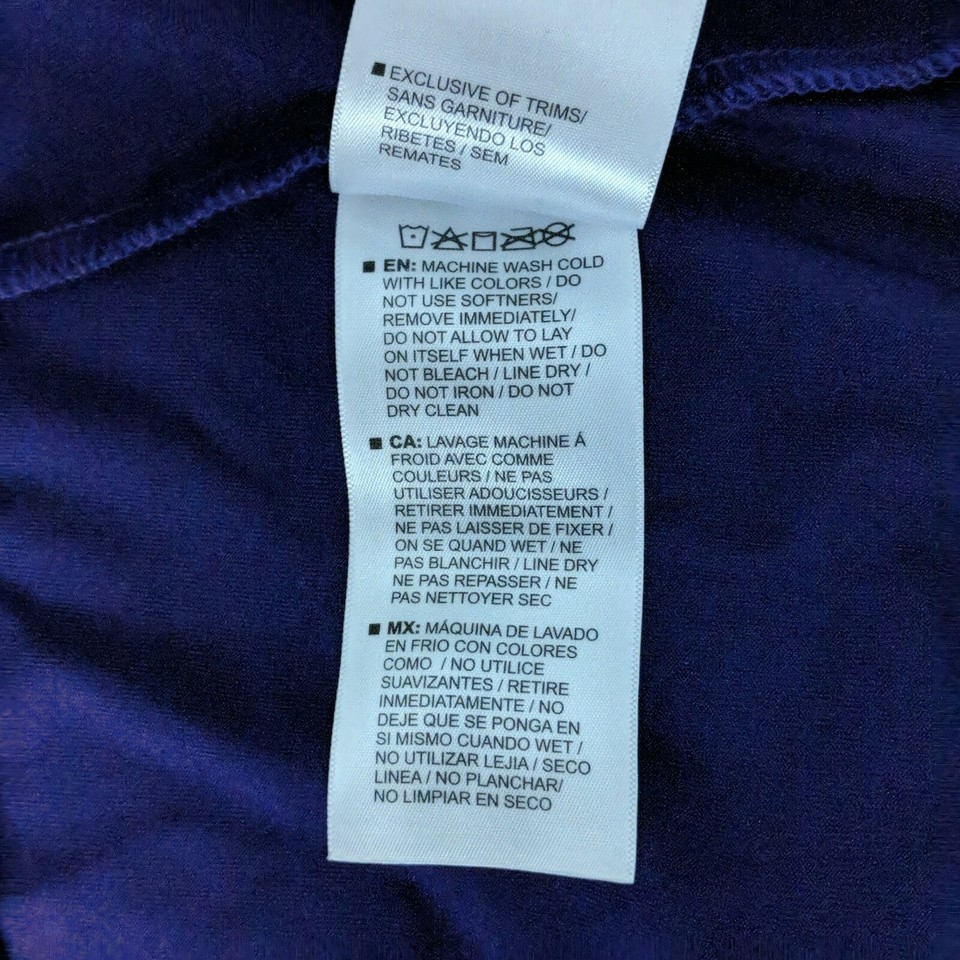 EXCLUSIVE OF TRIMS/
SANS GARNITURE/
EXCLUYENDO LOS
RIBETES / SEM
REMATES
EN: MACHINE WASH COLD
WITH LIKE COLORS / DO
NOT USE SOFTNERS/
REMOVE IMMEDIATELY/
DO NOT ALLOW TO LAY
ON ITSELF WHEN WET / DO
NOT BLEACH / LINE DRY /
DO NOT IRON / DO NOT
DRY CLEAN
CA: LAVAGE MACHINE Á
FROID AVEC COMME
COULEURS / NE PAS
UTILISER ADOUCISSEURS /
RETIRER IMMEDIATEMENT /
NE PAS LAISSER DE FIXER /
ON SE QUAND WET / NE
PAS BLANCHIR / LINE DRY
NE PAS REPASSER / NE
PAS NETTOYER SEC
MX: MÁQUINA DE LAVADO
EN FRIO CON COLORES
COMO / NO UTILICE
SUAVIZANTES / RETIRE
INMEDIATAMENTE / NO
DEJE QUE SE PONGA EN
SI MISMO CUANDO WET /
NO UTILIZAR LEJIA / SECO
LINEA / NO PLANCHAR/
NO LIMPIAR EN SECO